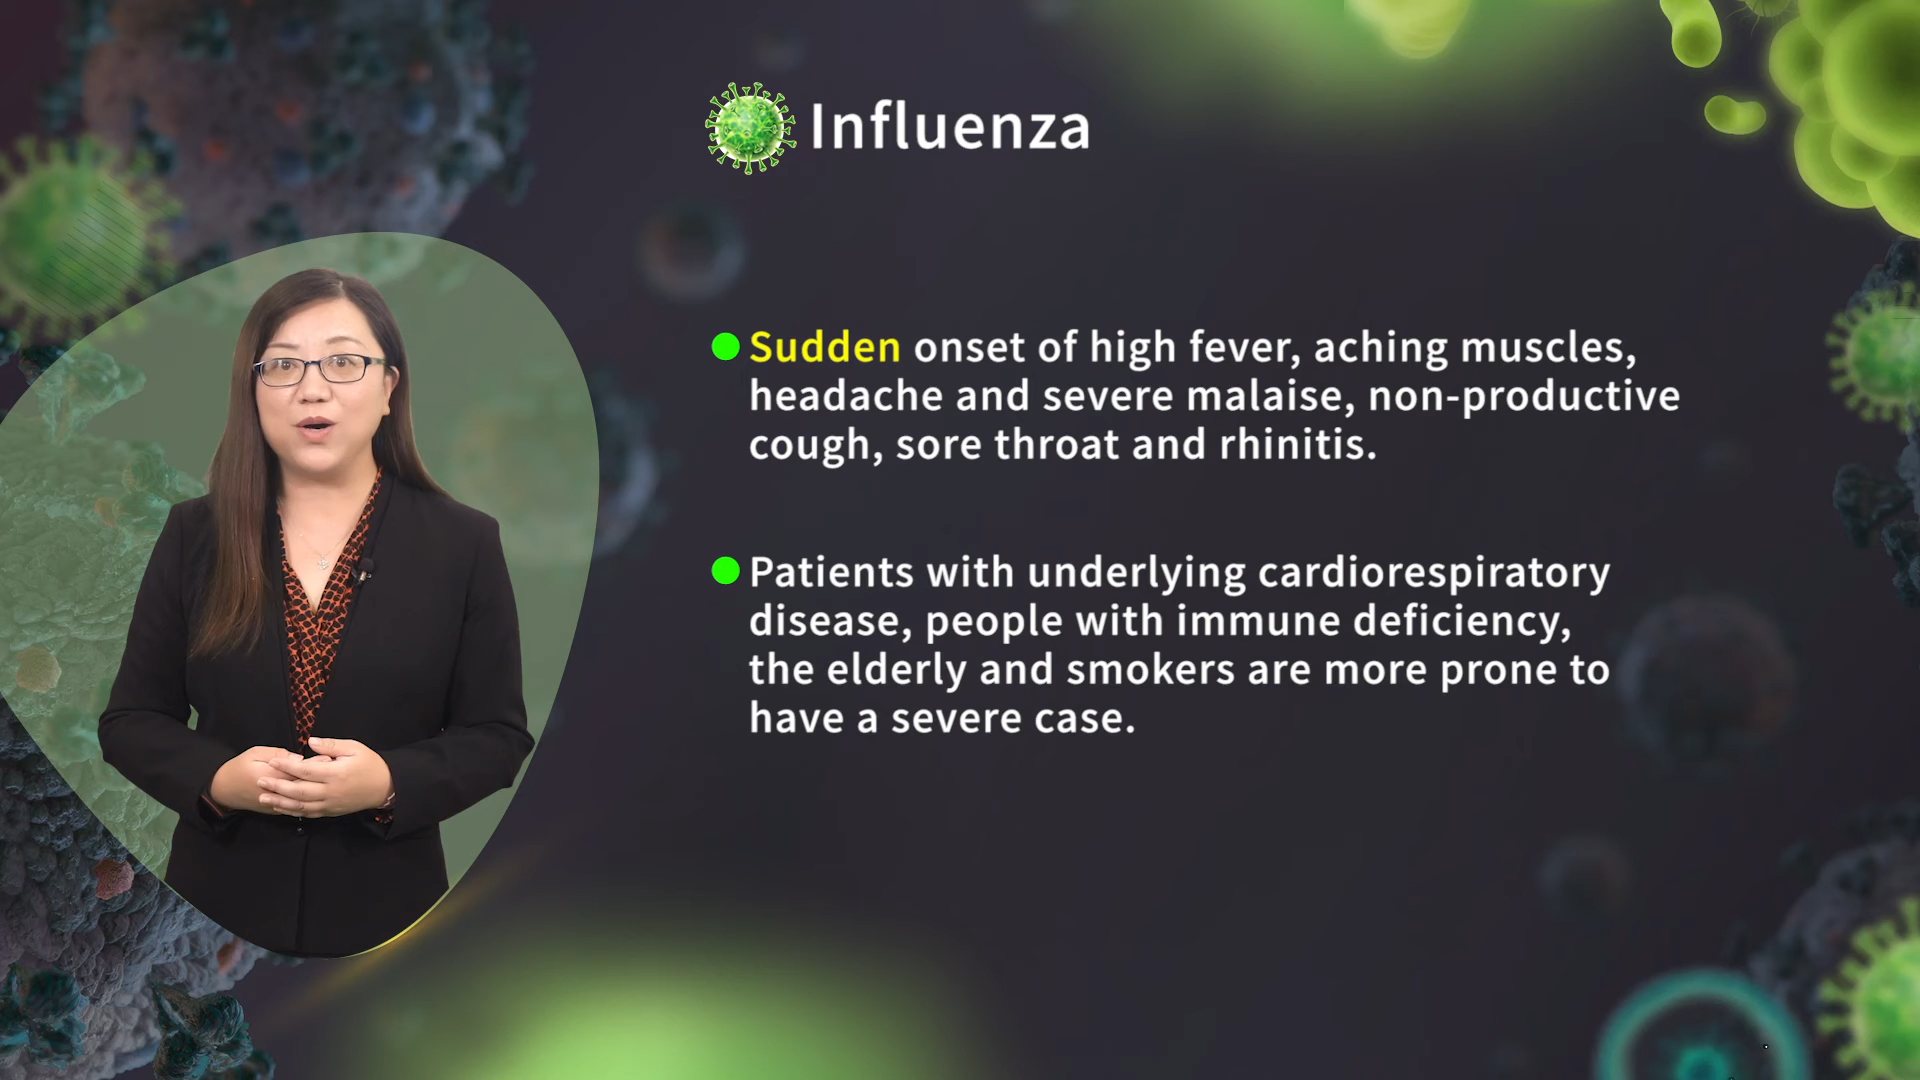 Influenza
Sudden onset of high fever, aching muscles,
headache and severe malaise, non-productive
cough, sore throat and rhinitis.
Patients with underlying cardiorespiratory
disease, people with immune deficiency,
the elderly and smokers are more prone to
have a severe case.